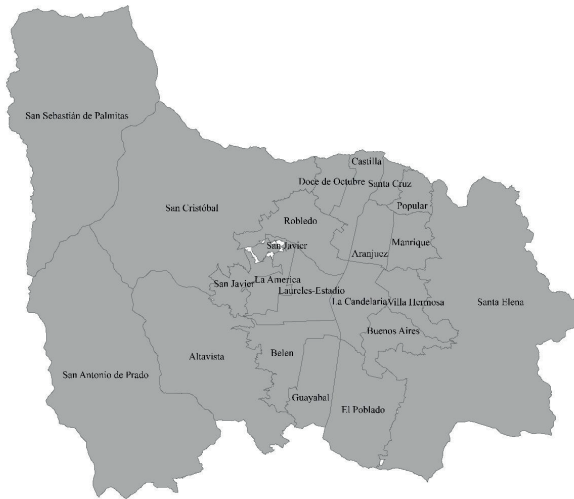 San Sebastián de Palmitas
Castilla
Doce de Octubre
Santa Cruz
San Cristóbal
Popular
Robledo
San Javier
Manrique
Aranjuez
San Javier
La America
Laureles-Estadio
La Candelaria
Villa Hermosa
Santa Elena
Buenos Aires
Altavista
Belen
San Antonio de Prado
Guayabal
El Poblado